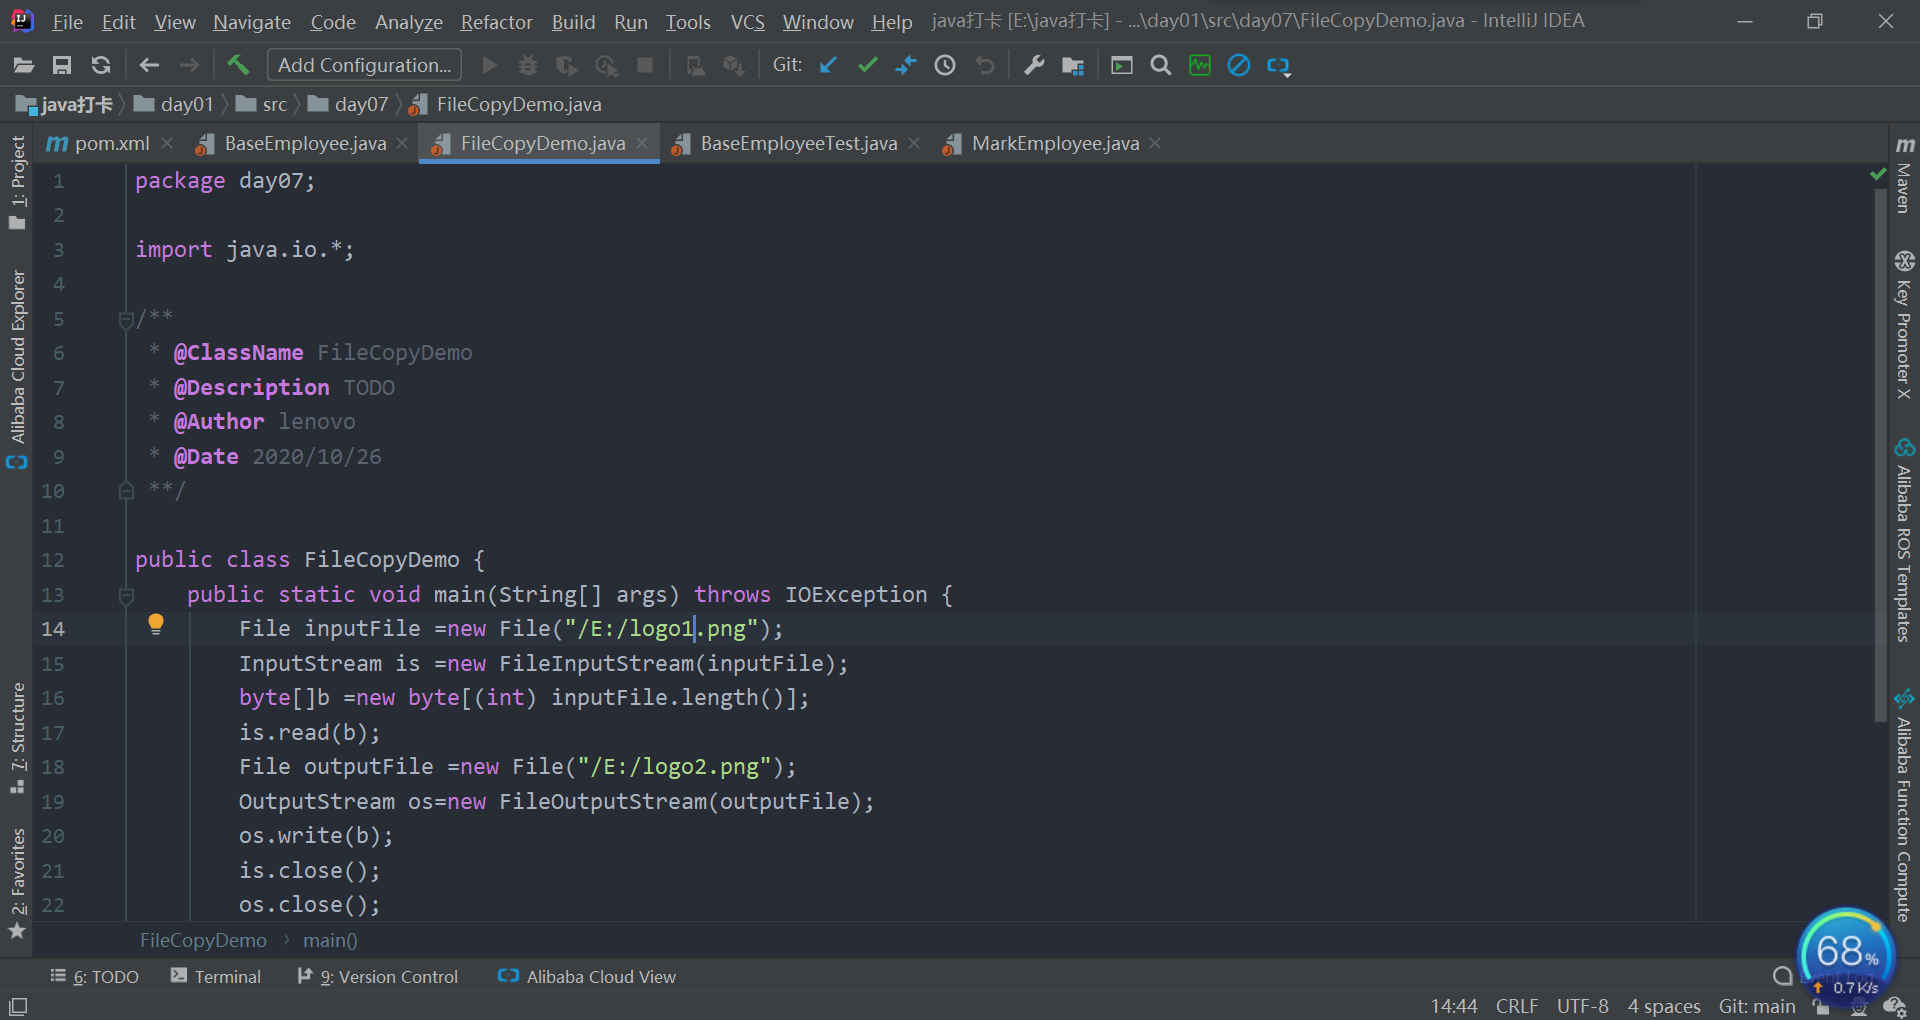 File Edit View Navigate Code Analyze Refactor Build Run Tools VCS Window Help java打卡 [E:\java打卡] - ...\day01\src\day07\FileCopyDemo.java - IntelliJ IDEA
Add Configuration... Git:
java打卡 day01 src day07 FileCopyDemo.java
pom.xml BaseEmployee.java FileCopyDemo.java BaseEmployeeTest.java MarkEmployee.java
1: Project
Alibaba Cloud Explorer
7: Structure
2: Favorites
1 package day07;
2
3 import java.io.*;
4
5 /**
6 * @ClassName FileCopyDemo
7 * @Description TODO
8 * @Author lenovo
9 * @Date 2020/10/26
10 **/
11
12 public class FileCopyDemo {
13 public static void main(String[] args) throws IOException {
14 File inputFile =new File("/E:/logo1.png");
15 InputStream is =new FileInputStream(inputFile);
16 byte[]b =new byte[(int) inputFile.length()];
17 is.read(b);
18 File outputFile =new File("/E:/logo2.png");
19 OutputStream os=new FileOutputStream(outputFile);
20 os.write(b);
21 is.close();
22 os.close();
Maven
Key Promoter X
Alibaba ROS Templates
Alibaba Function Compute
FileCopyDemo › main()
6: TODO Terminal 9: Version Control Alibaba Cloud View Event Log
68%
0.7K/s
14:44 CRLF UTF-8 4 spaces Git: main